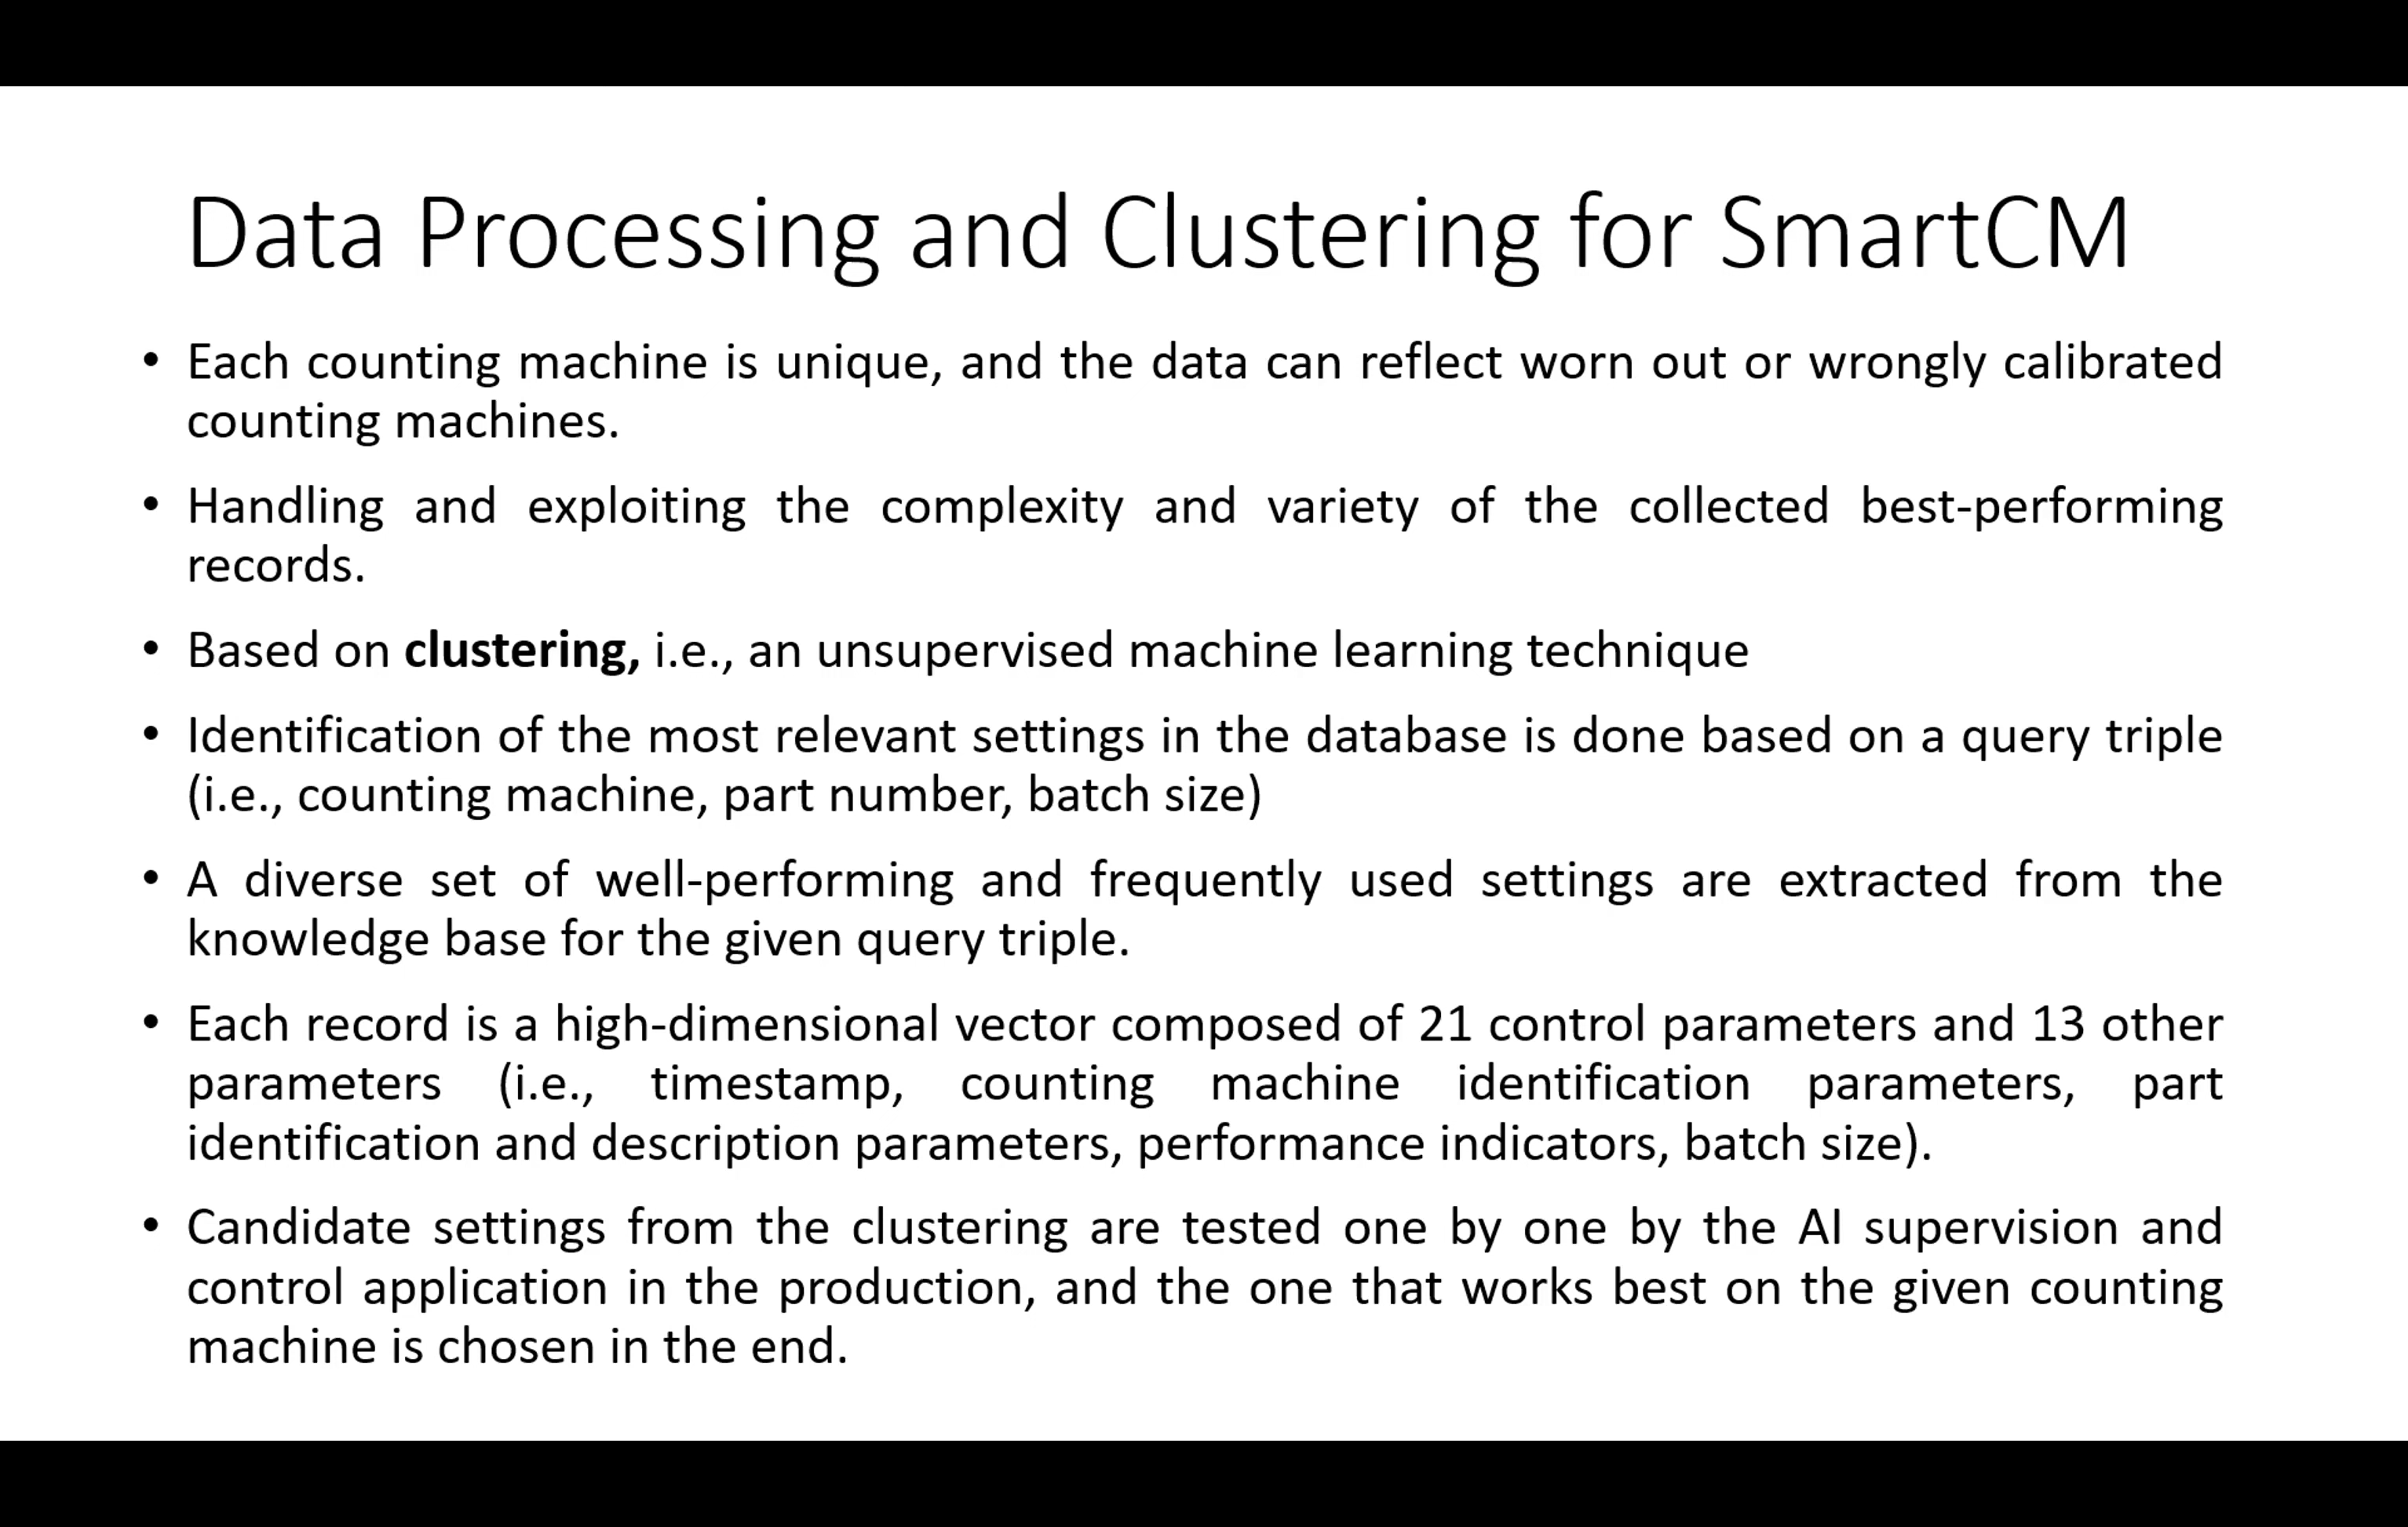 Data Processing and Clustering for SmartCM
• Each counting machine is unique, and the data can reflect worn out or wrongly calibrated
counting machines.
• Handling and exploiting the complexity and variety of the collected best-performing
records.
• Based on clustering, i.e., an unsupervised machine learning technique
• Identification of the most relevant settings in the database is done based on a query triple
(i.e., counting machine, part number, batch size)
• A diverse set of well-performing and frequently used settings are extracted from the
knowledge base for the given query triple.
• Each record is a high-dimensional vector composed of 21 control parameters and 13 other
parameters (i.e., timestamp, counting machine identification parameters, part
identification and description parameters, performance indicators, batch size).
• Candidate settings from the clustering are tested one by one by the AI supervision and
control application in the production, and the one that works best on the given counting
machine is chosen in the end.